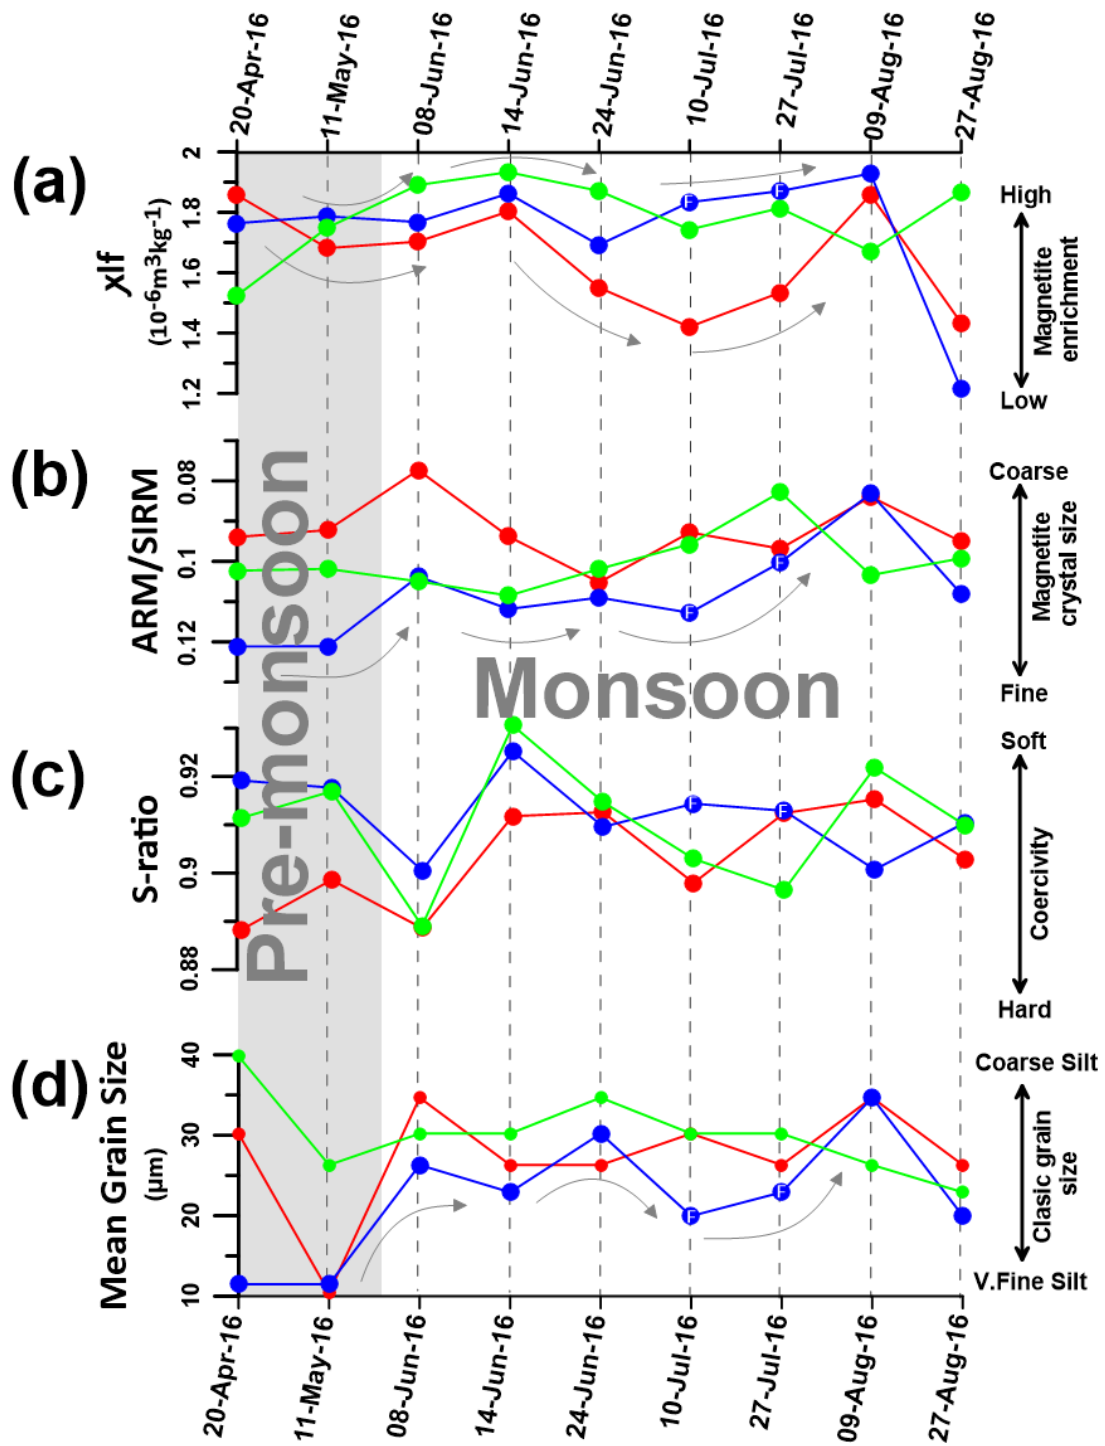 20-Apr-16
11-May-16
08-Jun-16
14-Jun-16
24-Jun-16
10-Jul-16
27-Jul-16
09-Aug-16
27-Aug-16
(a)
χlf
(10⁻⁶m³kg⁻¹)
2
1.8
1.6
1.4
1.2
F
F
High
Magnetite
enrichment
Low
(b)
ARM/SIRM
0.08
0.1
0.12
F
F
Coarse
Magnetite
crystal size
Fine
Pre-monsoon
Monsoon
(c)
S-ratio
0.92
0.9
0.88
F
F
Soft
Coercivity
Hard
(d)
Mean Grain Size
(µm)
40
30
20
10
F
F
Coarse Silt
Clasic grain
size
V.Fine Silt
20-Apr-16
11-May-16
08-Jun-16
14-Jun-16
24-Jun-16
10-Jul-16
27-Jul-16
09-Aug-16
27-Aug-16